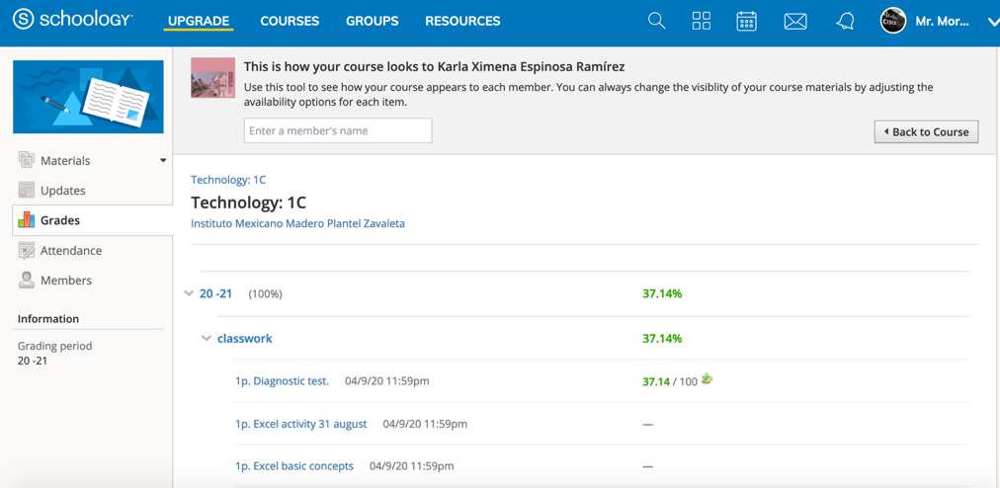 schoology UPGRADE COURSES GROUPS RESOURCES Mr. Mor...
This is how your course looks to Karla Ximena Espinosa Ramírez
Use this tool to see how your course appears to each member. You can always change the visiblity of your course materials by adjusting the
availability options for each item.
Enter a member's name
Back to Course
Materials
Updates
Grades
Attendance
Members
Information
Grading period
20 -21
Technology: 1C
Technology: 1C
Instituto Mexicano Madero Plantel Zavaleta
20 -21 (100%) 37.14%
classwork 37.14%
1p. Diagnostic test. 04/9/20 11:59pm 37.14 / 100
1p. Excel activity 31 august 04/9/20 11:59pm —
1p. Excel basic concepts 04/9/20 11:59pm —